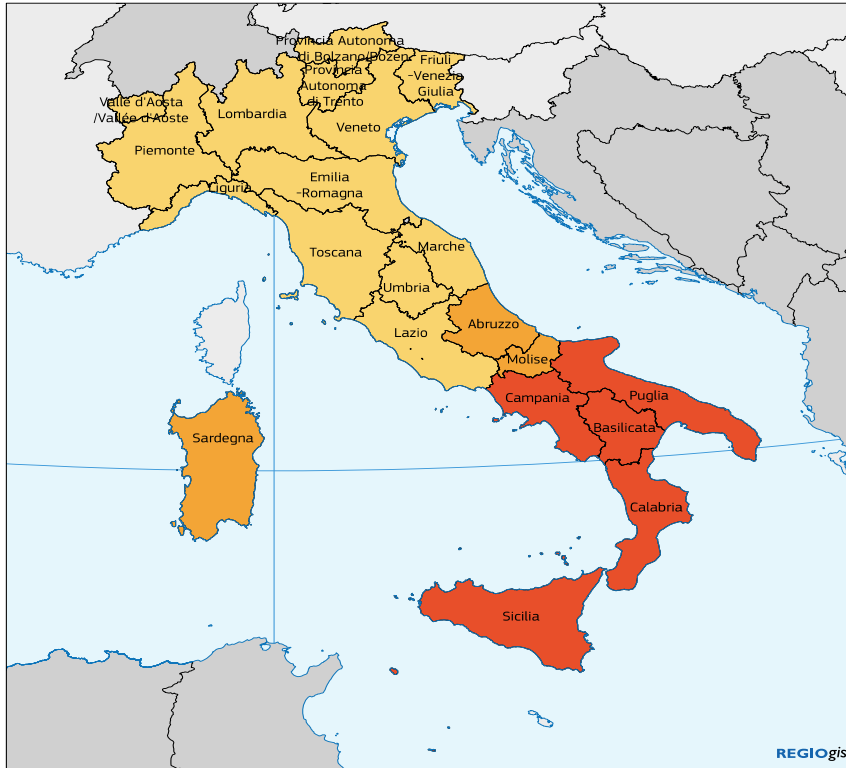 Provincia Autonoma
di Bolzano/Bozen
Friuli
-Venezia
Giulia
Provincia
Autonoma
di Trento
Valle d'Aosta
/Vallée d'Aoste
Lombardia
Veneto
Piemonte
Emilia
-Romagna
Liguria
Toscana
Marche
Umbria
Lazio
Abruzzo
Molise
Campania
Puglia
Basilicata
Sardegna
Calabria
Sicilia
REGIOgis